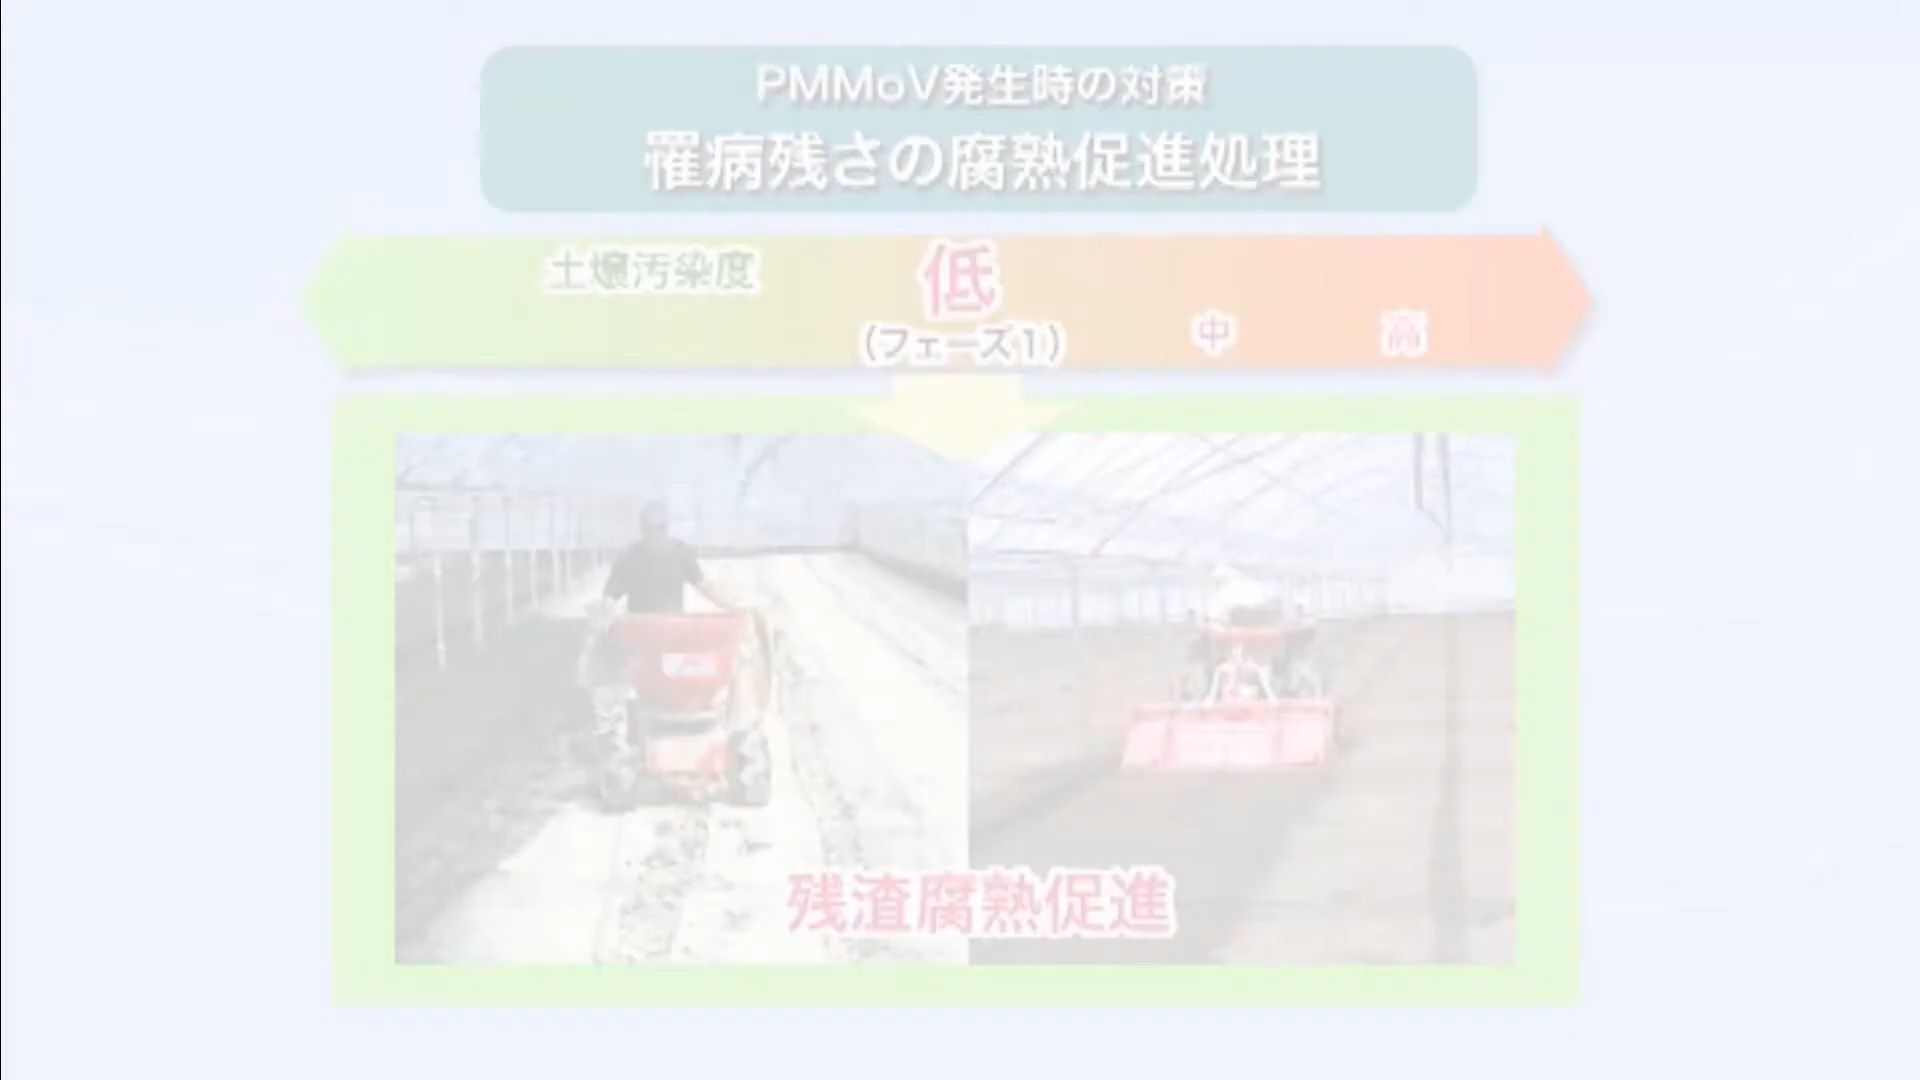 PMMoV発生時の対策
罹病残さの腐熟促進処理
土壌汚染度
低
(フェーズ1)
中
高
残渣腐熟促進